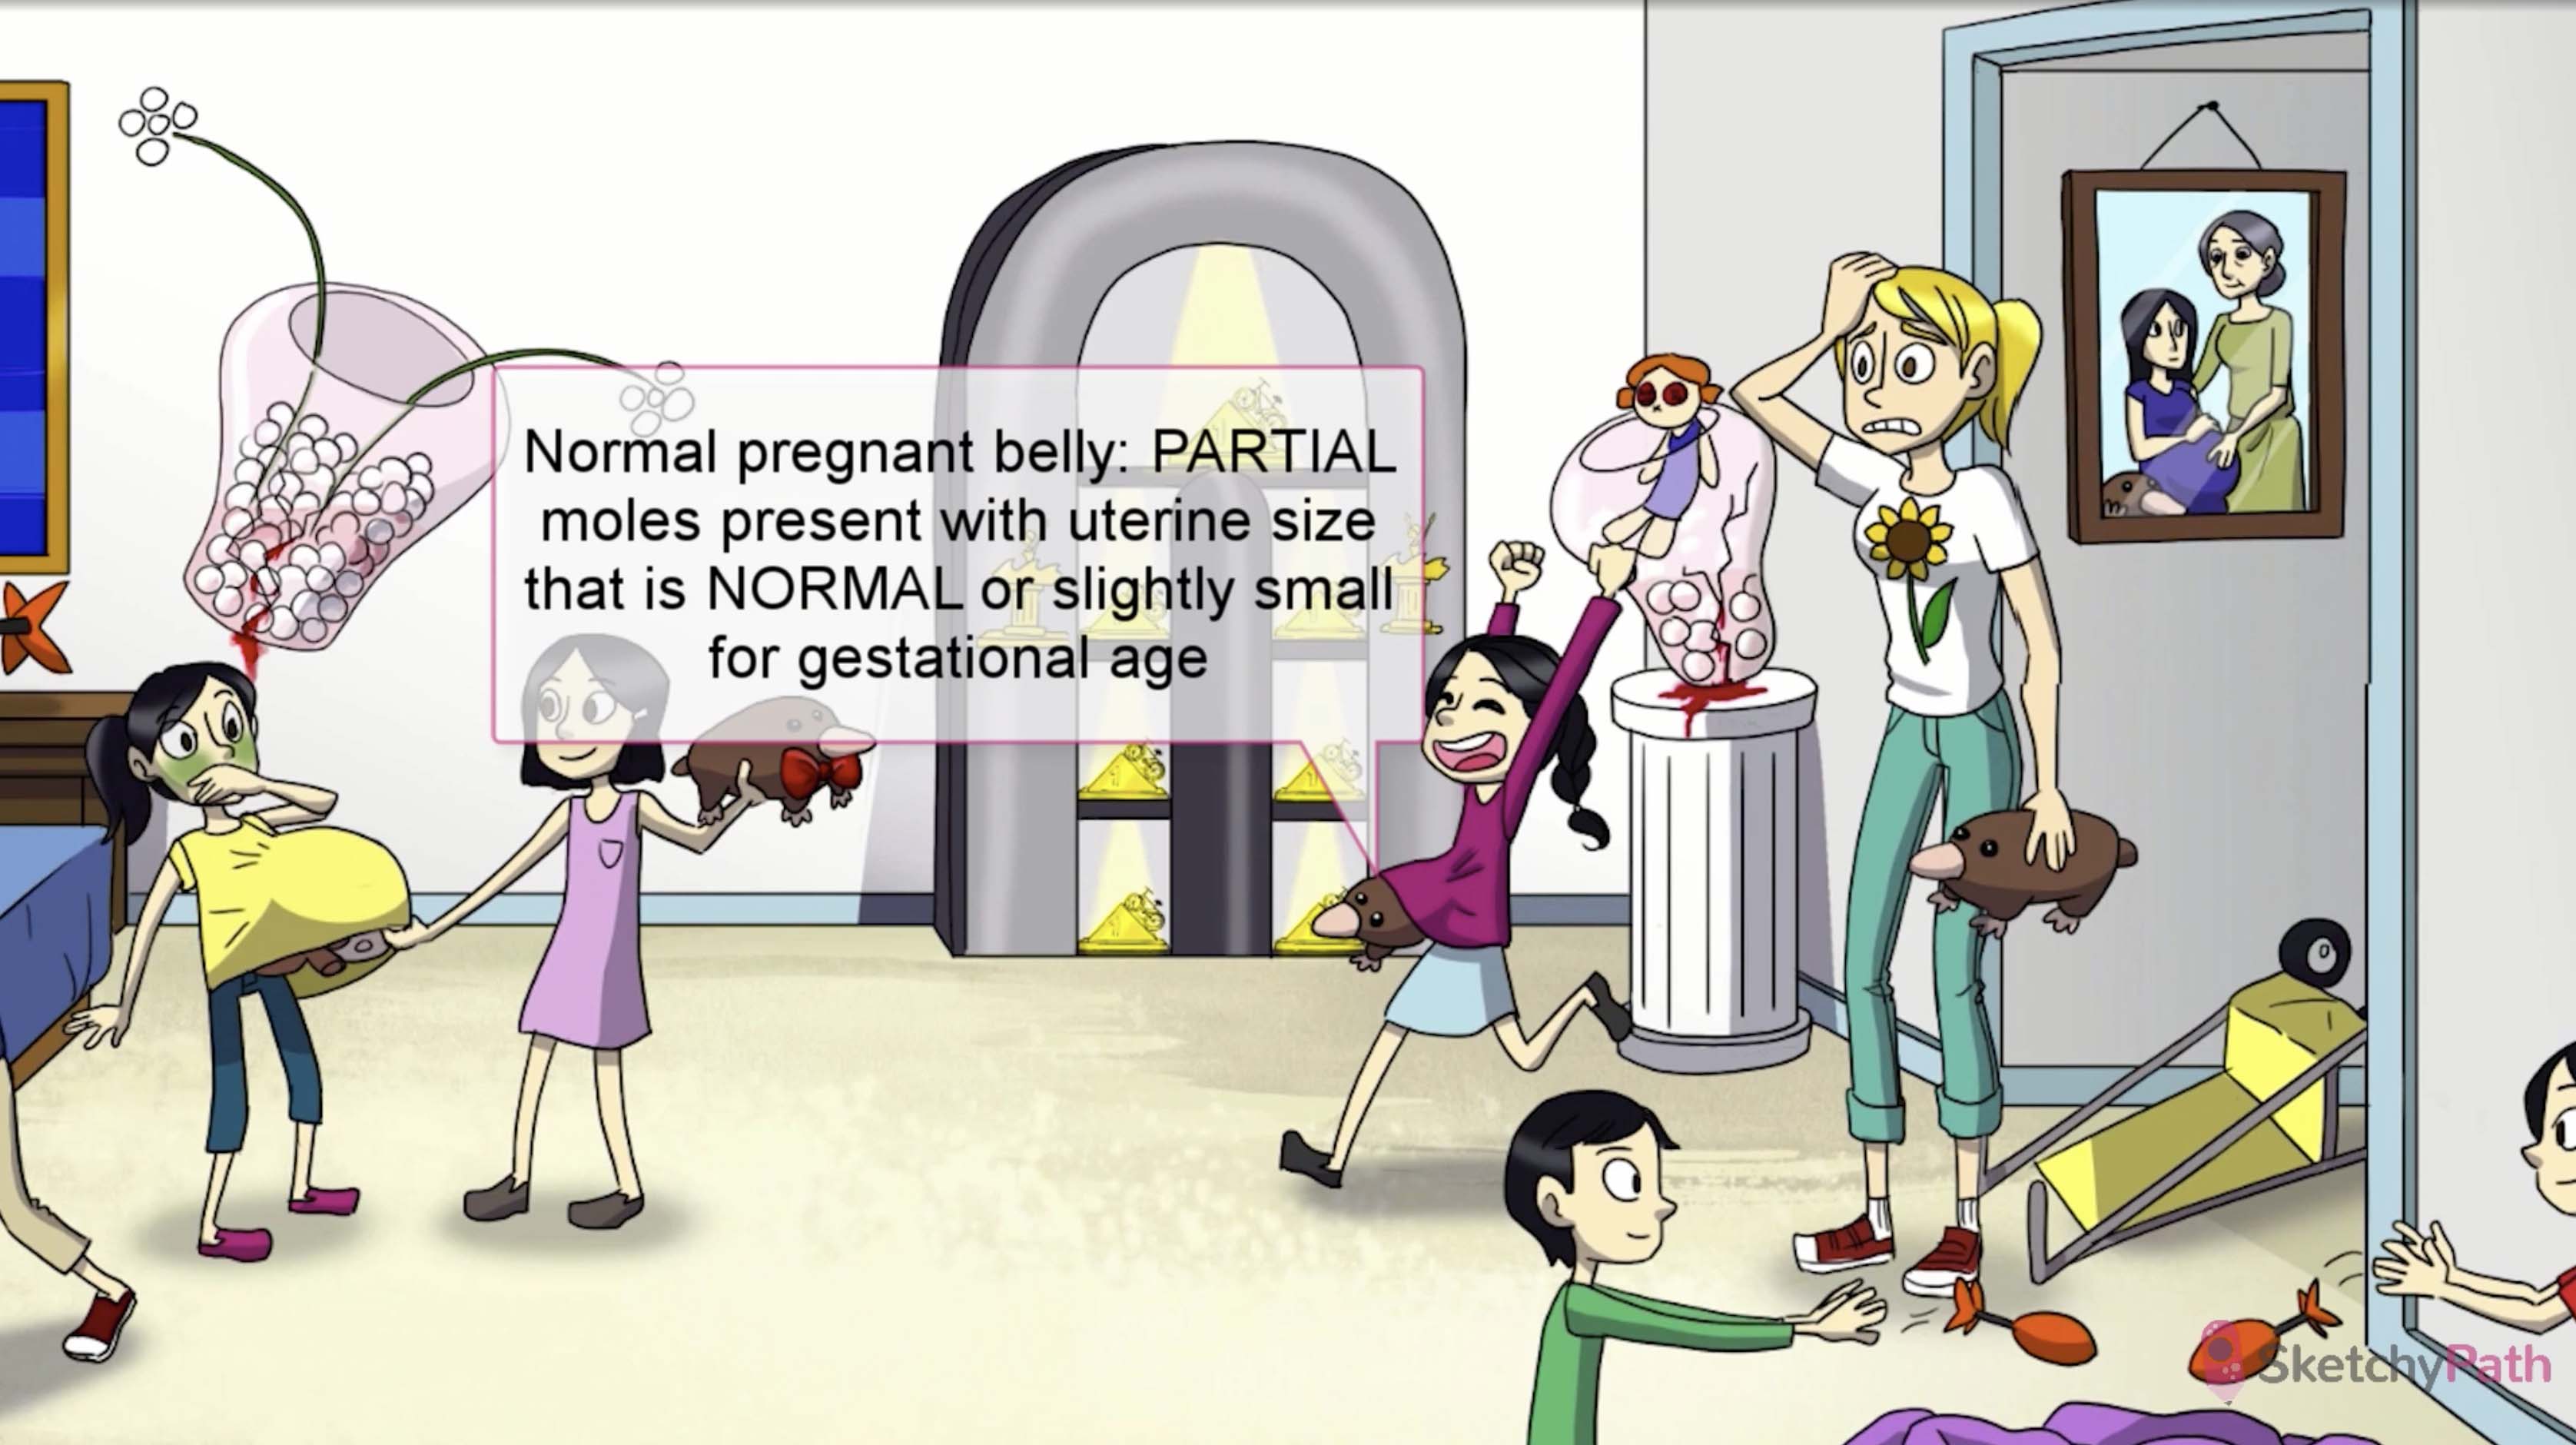 Normal pregnant belly: PARTIAL
moles present with uterine size
that is NORMAL or slightly small
for gestational age
SketchyPath